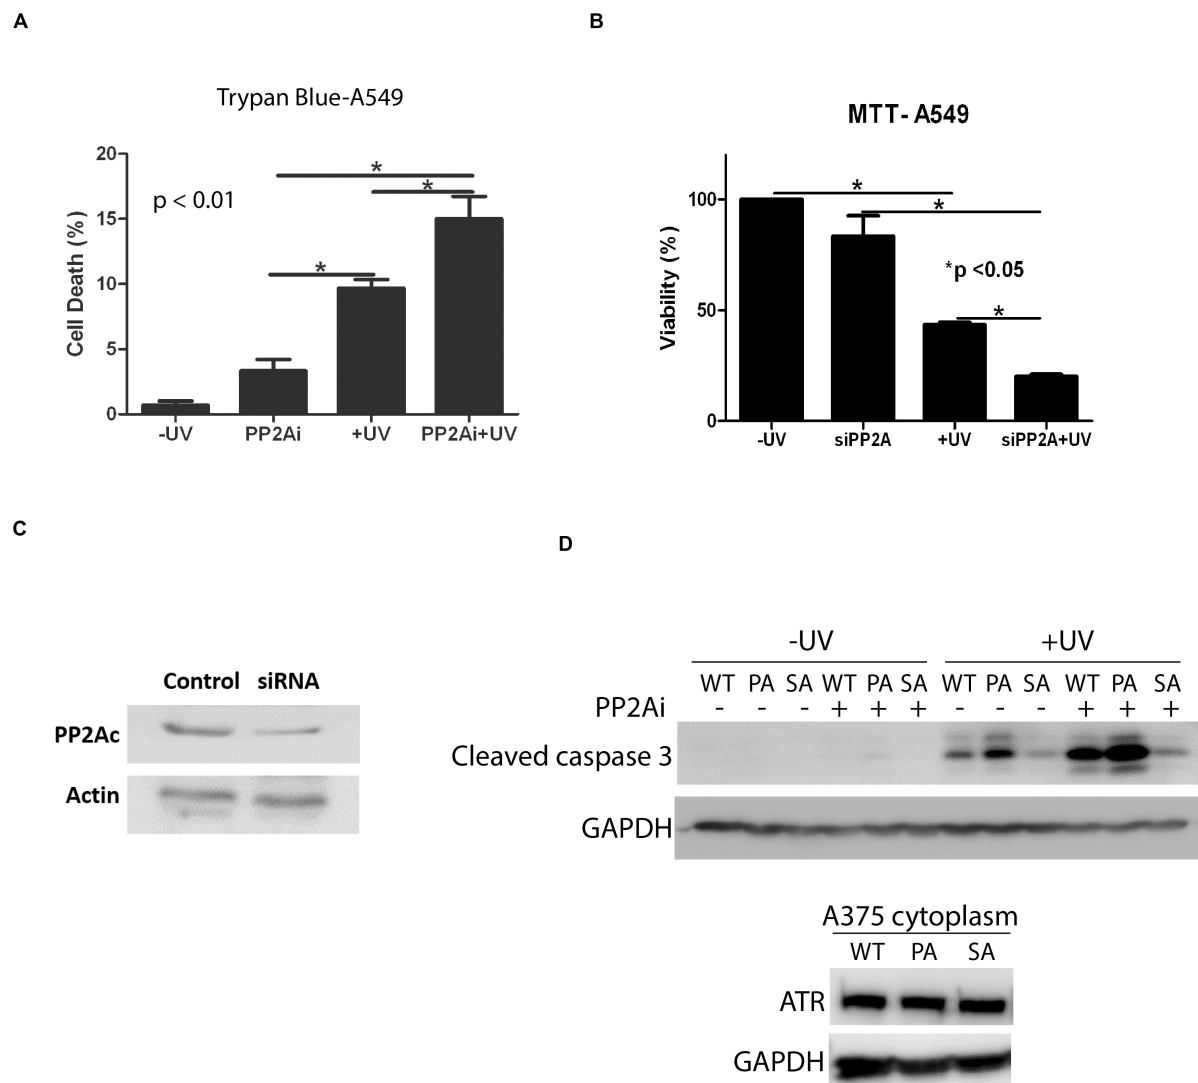 A
B
Trypan Blue-A549
Cell Death (%)
20
15
10
5
0
p < 0.01
*
*
*
-UV PP2Ai +UV PP2Ai+UV
MTT- A549
Viability (%)
100
50
0
*
*
*p <0.05
*
-UV siPP2A +UV siPP2A+UV
C
Control siRNA
PP2Ac
Actin
D
-UV +UV
WT PA SA WT PA SA WT PA SA WT PA SA
PP2Ai - - - + + + - - - + + +
Cleaved caspase 3
GAPDH
A375 cytoplasm
WT PA SA
ATR
GAPDH